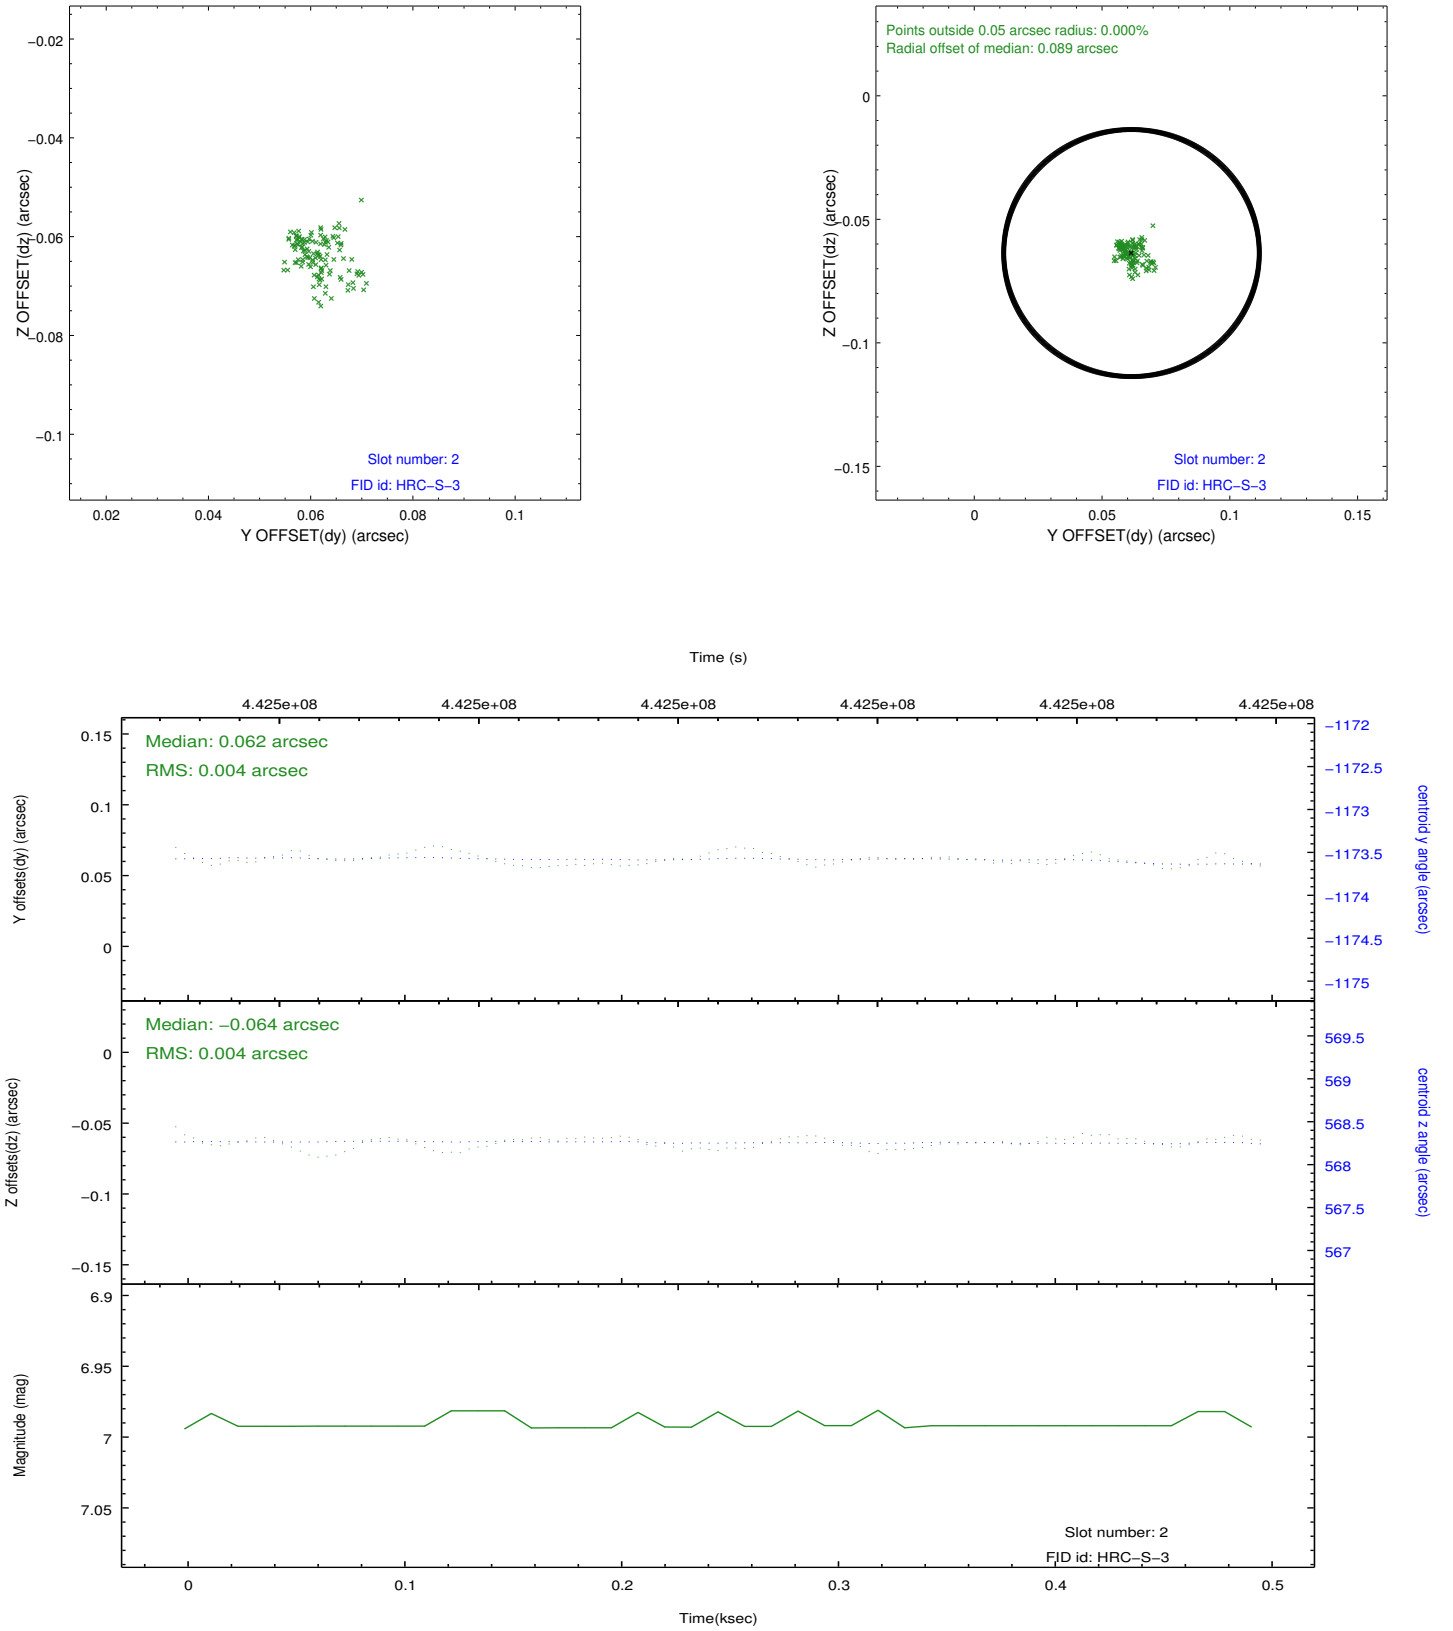 −0.02
−0.04
−0.06
−0.08
−0.1
Z OFFSET(dz) (arcsec)
Slot number: 2
FID id: HRC−S−3
0.02 0.04 0.06 0.08 0.1
Y OFFSET(dy) (arcsec)
Points outside 0.05 arcsec radius: 0.000%
Radial offset of median: 0.089 arcsec
0
−0.05
−0.1
−0.15
Z OFFSET(dz) (arcsec)
Slot number: 2
FID id: HRC−S−3
0 0.05 0.1 0.15
Y OFFSET(dy) (arcsec)
Time (s)
4.425e+08 4.425e+08 4.425e+08 4.425e+08 4.425e+08 4.425e+08
Median: 0.062 arcsec
RMS: 0.004 arcsec
0.15
0.1
0.05
0
Y offsets(dy) (arcsec)
−1172
−1172.5
−1173
−1173.5
−1174
−1174.5
−1175
centroid y angle (arcsec)
Median: −0.064 arcsec
RMS: 0.004 arcsec
0
−0.05
−0.1
−0.15
Z offsets(dz) (arcsec)
569.5
569
568.5
568
567.5
567
centroid z angle (arcsec)
6.9
6.95
7
7.05
Magnitude (mag)
Slot number: 2
FID id: HRC−S−3
0 0.1 0.2 0.3 0.4 0.5
Time(ksec)